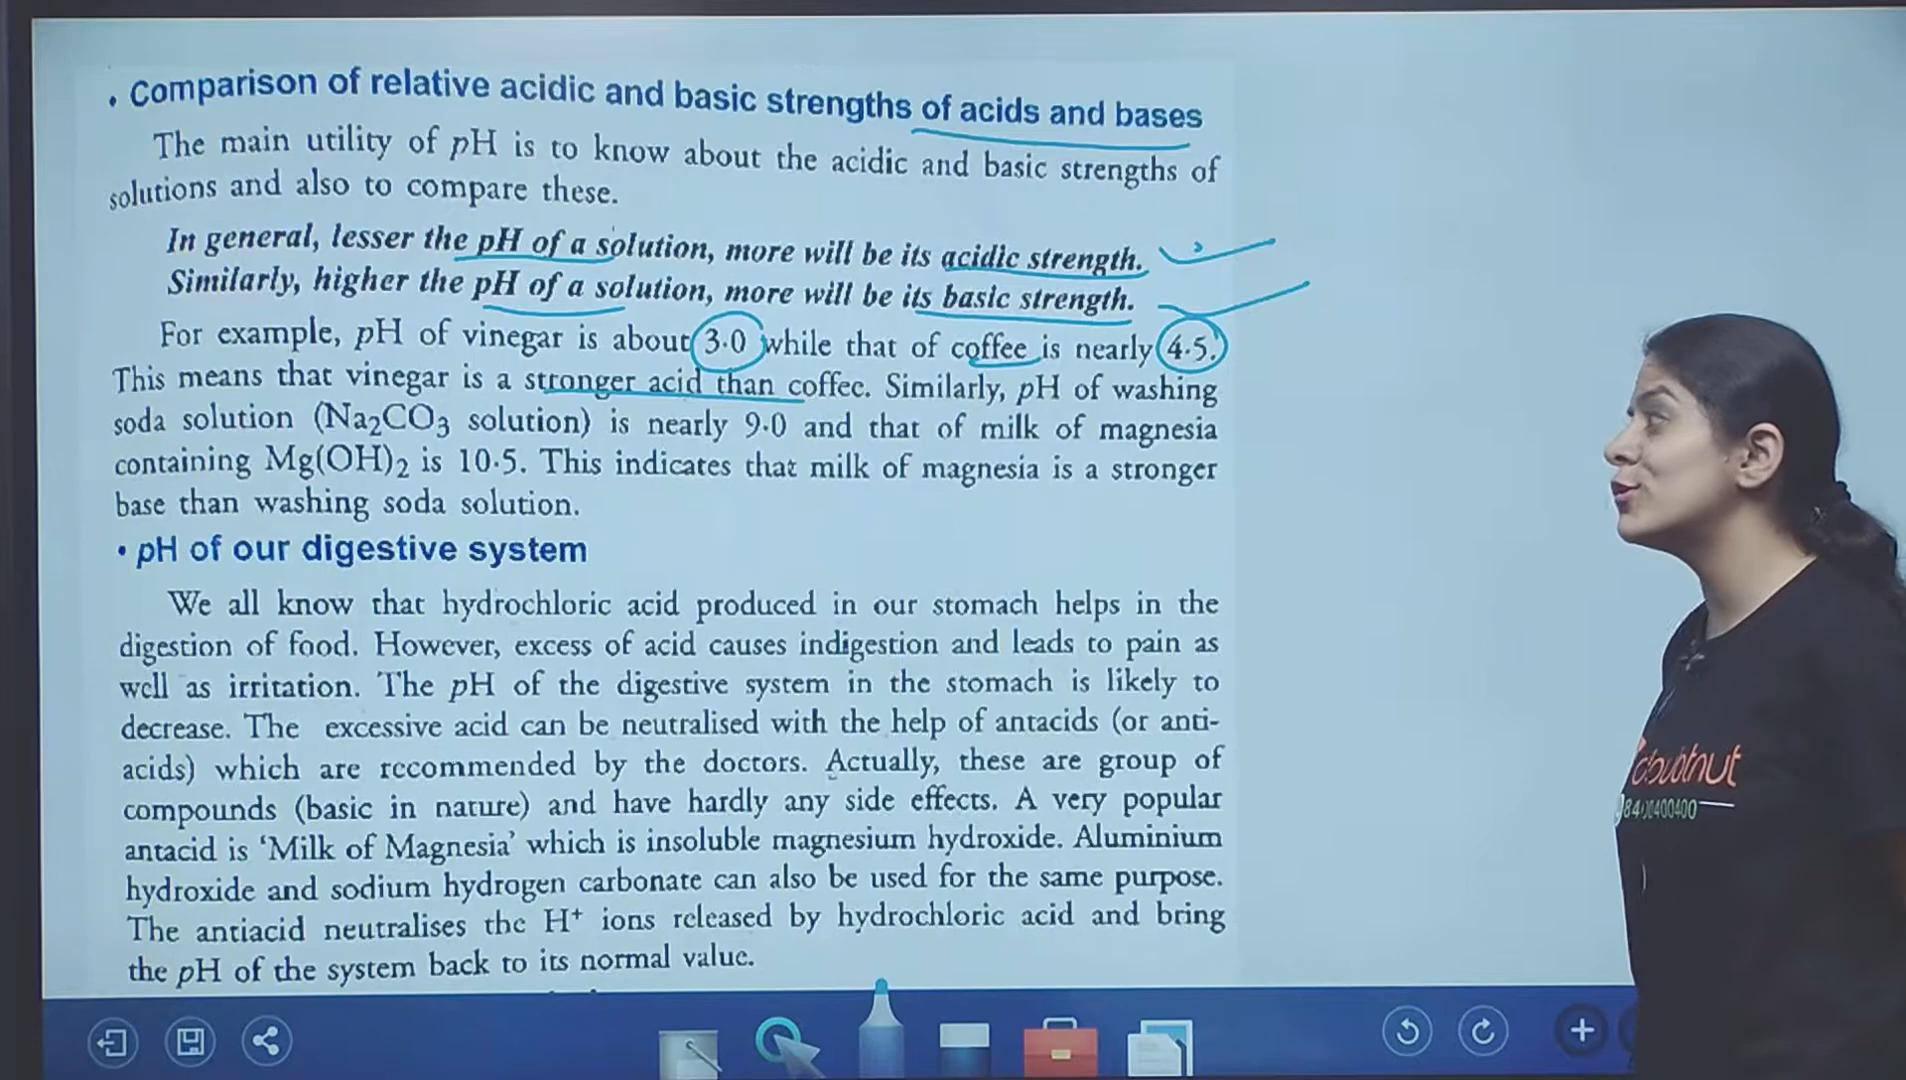 • Comparison of relative acidic and basic strengths of acids and bases
The main utility of pH is to know about the acidic and basic strengths of
solutions and also to compare these.
In general, lesser the pH of a solution, more will be its acidic strength.
Similarly, higher the pH of a solution, more will be its basic strength.
For example, pH of vinegar is about 3·0 while that of coffee is nearly 4·5.
This means that vinegar is a stronger acid than coffee. Similarly, pH of washing
soda solution (Na₂CO₃ solution) is nearly 9·0 and that of milk of magnesia
containing Mg(OH)₂ is 10·5. This indicates that milk of magnesia is a stronger
base than washing soda solution.
• pH of our digestive system
We all know that hydrochloric acid produced in our stomach helps in the
digestion of food. However, excess of acid causes indigestion and leads to pain as
well as irritation. The pH of the digestive system in the stomach is likely to
decrease. The excessive acid can be neutralised with the help of antacids (or anti-
acids) which are recommended by the doctors. Actually, these are group of
compounds (basic in nature) and have hardly any side effects. A very popular
antacid is ‘Milk of Magnesia’ which is insoluble magnesium hydroxide. Aluminium
hydroxide and sodium hydrogen carbonate can also be used for the same purpose.
The antiacid neutralises the H⁺ ions released by hydrochloric acid and bring
the pH of the system back to its normal value.
doubtnut
8400400400